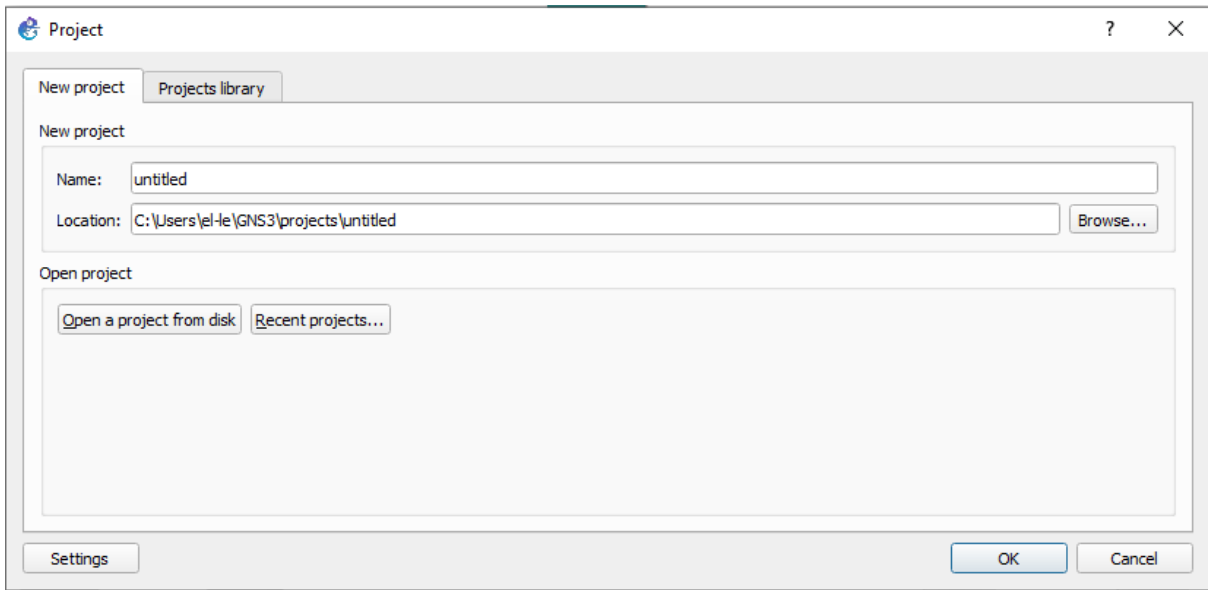 Project
New project Projects library
New project
Name: untitled
Location: C:\Users\el-le\GNS3\projects\untitled Browse...
Open project
Open a project from disk Recent projects...
Settings OK Cancel